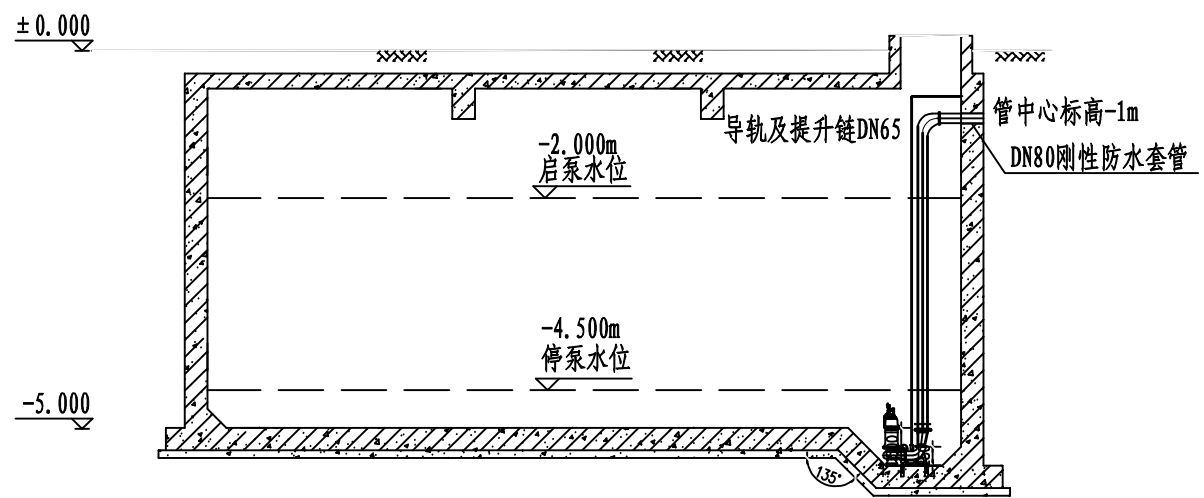 ±0.000
管中心标高-1m
导轨及提升链DN65
DN80刚性防水套管
-2.000m
启泵水位
-4.500m
停泵水位
-5.000
135°